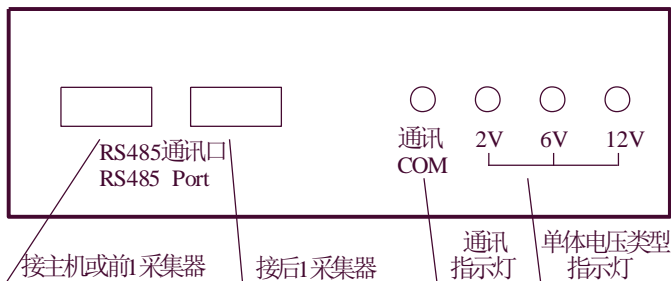 RS485通讯口
RS485 Port
通讯
COM
2V
6V
12V
接主机或前1采集器
接后1采集器
通讯
指示灯
单体电压类型
指示灯